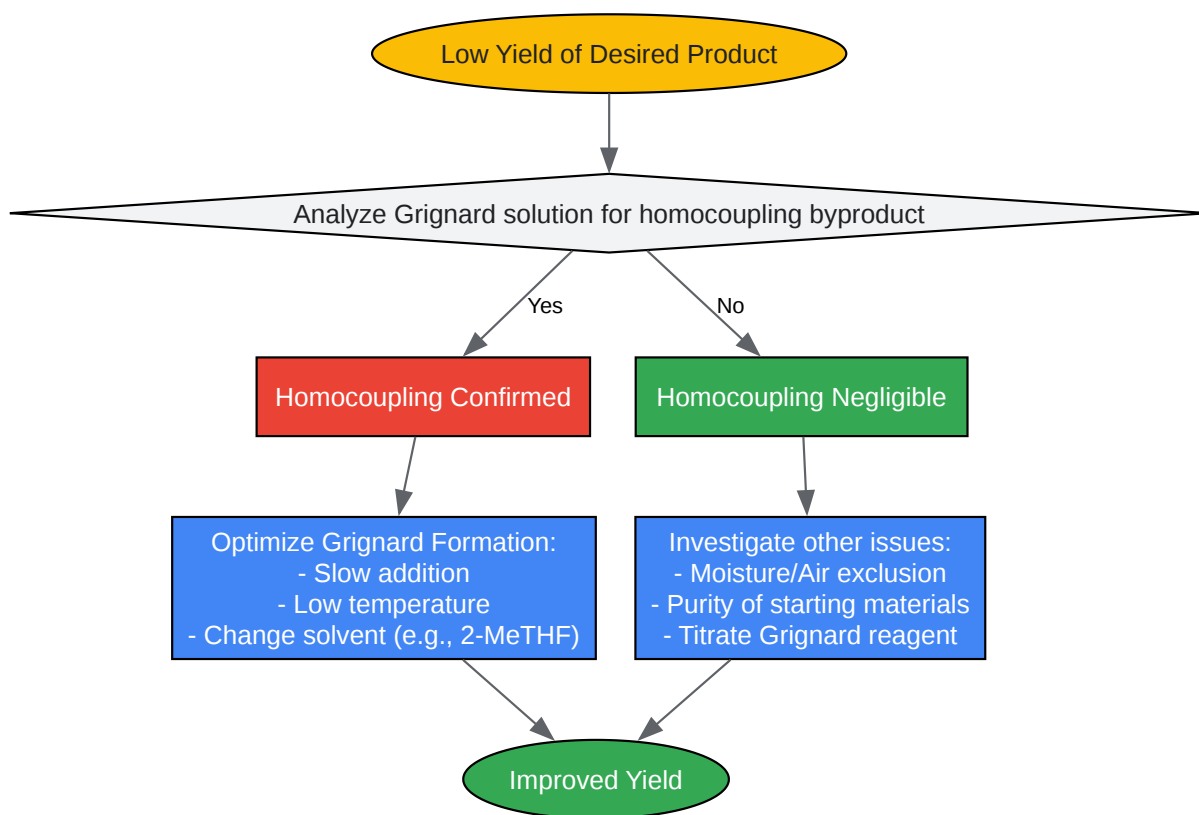 Low Yield of Desired Product
Analyze Grignard solution for homocoupling byproduct
Yes
No
Homocoupling Confirmed
Homocoupling Negligible
Optimize Grignard Formation:
- Slow addition
- Low temperature
- Change solvent (e.g., 2-MeTHF)
Investigate other issues:
- Moisture/Air exclusion
- Purity of starting materials
- Titrate Grignard reagent
Improved Yield